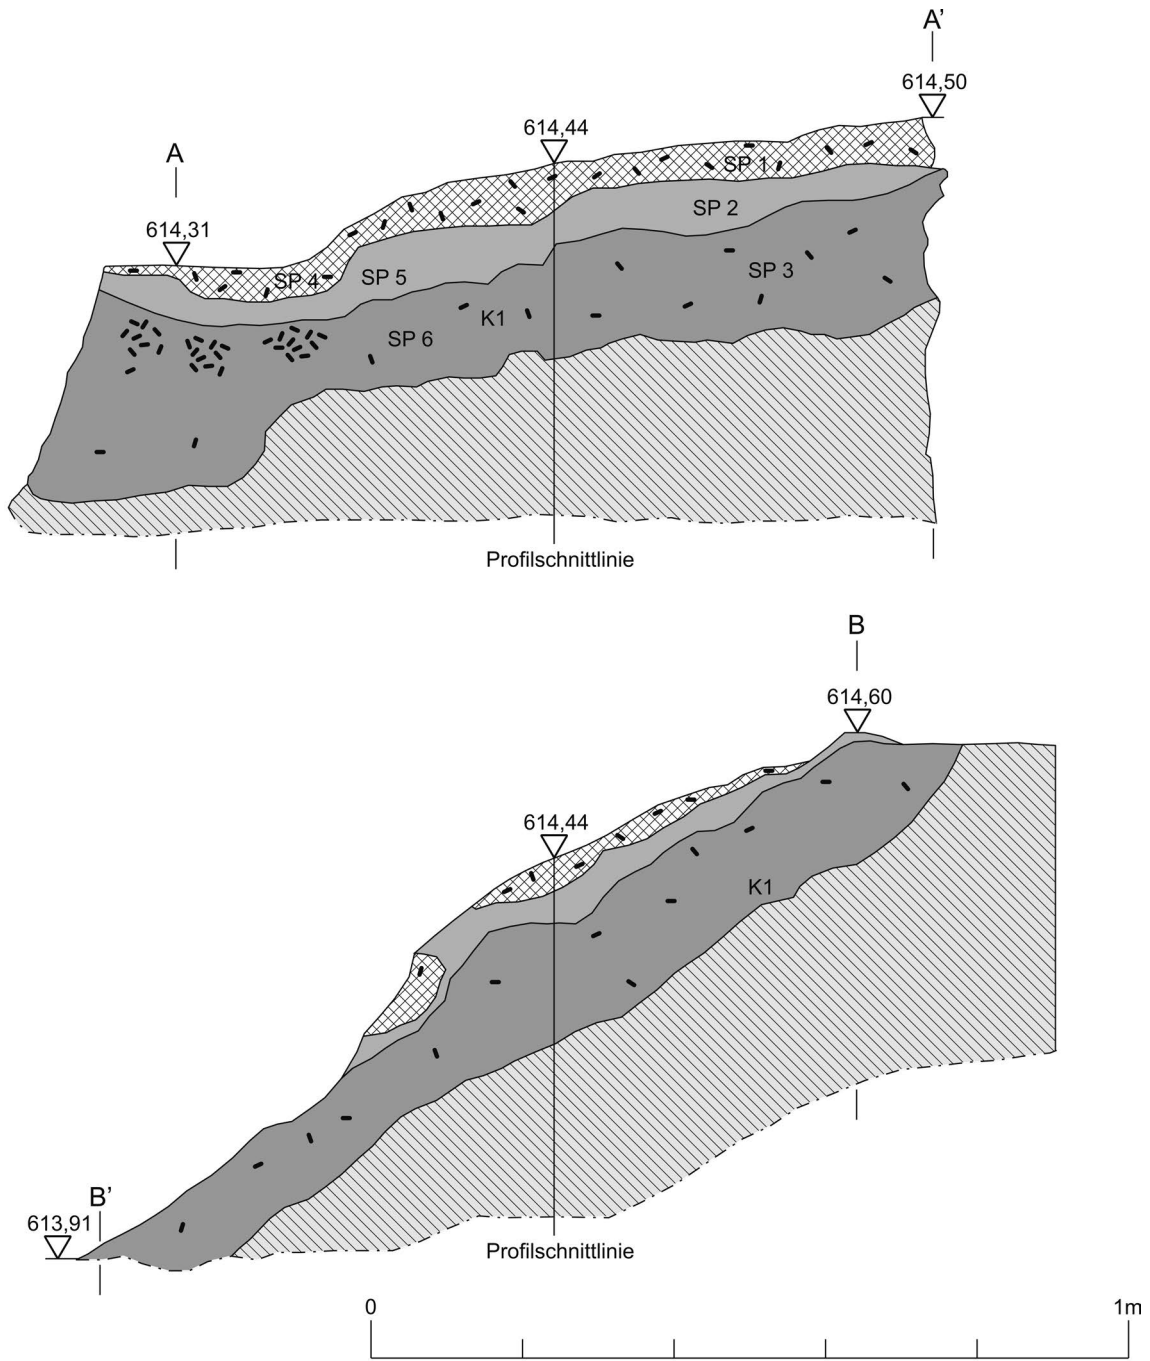 A'
614,50
614,44
A
614,31
SP 1
SP 2
SP 3
SP 4
SP 5
K1
SP 6
Profilschnittlinie
B
614,60
614,44
K1
B'
613,91
Profilschnittlinie
0
1m